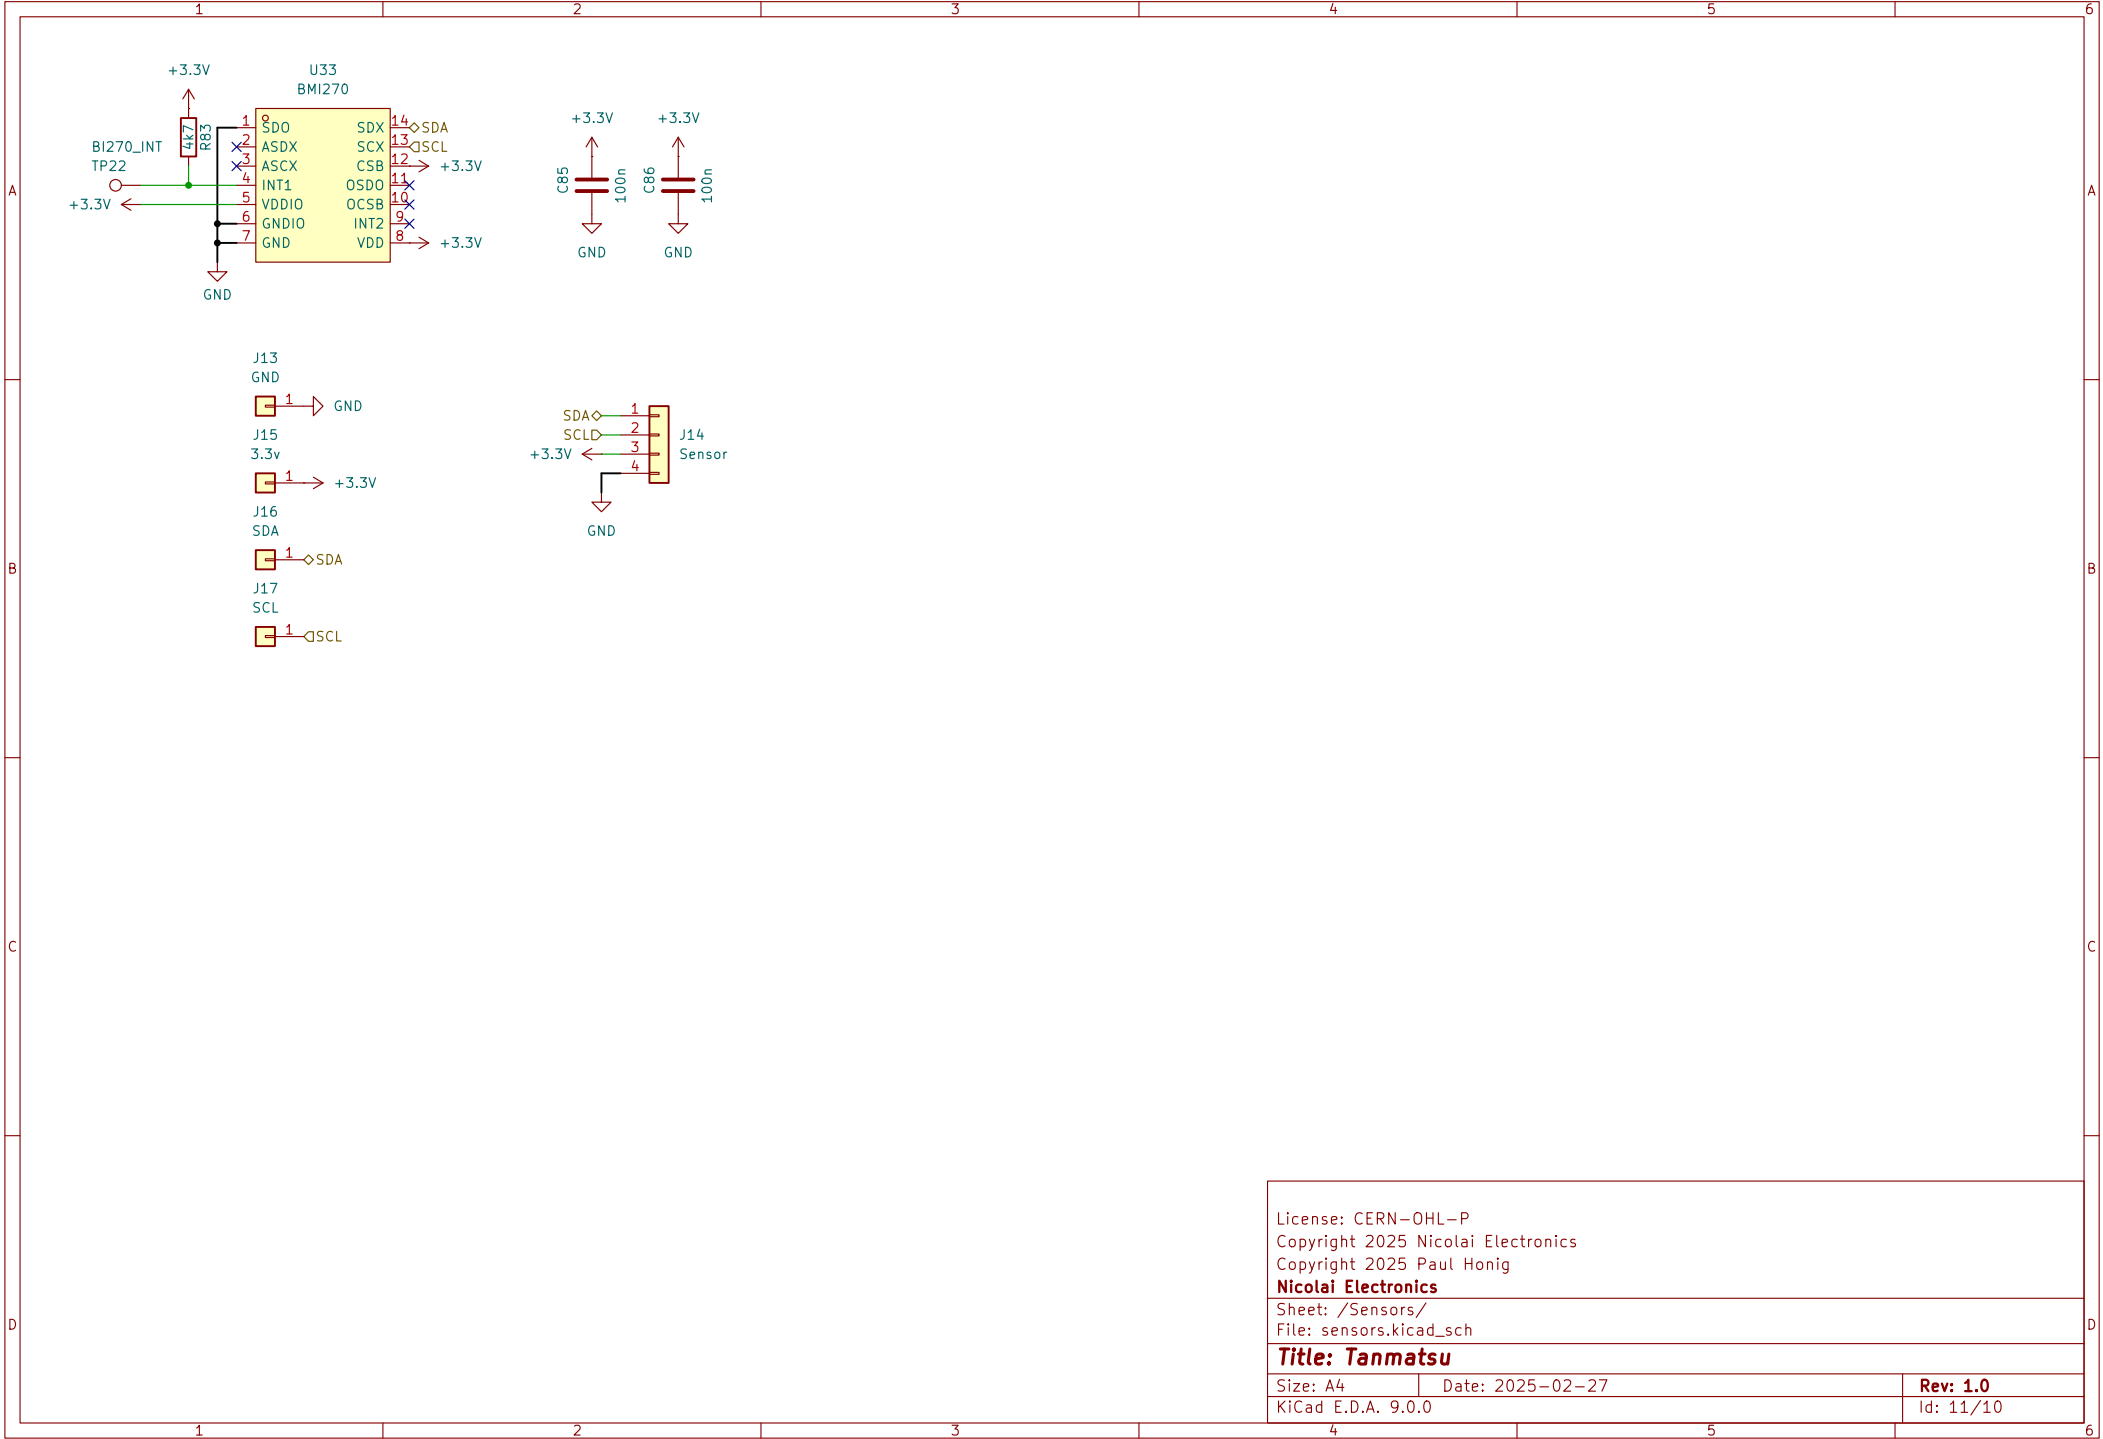 1 2 3 4 5 6
A
B
C
D
+3.3V
4k7
R83
BI270_INT
TP22
+3.3V
U33
BMI270
1 SDO SDX 14 SDA
2 ASDX SCX 13 SCL
3 ASCX CSB 12 +3.3V
4 INT1 OSDO 11
5 VDDIO OCSB 10
6 GNDIO INT2 9
7 GND VDD 8 +3.3V
GND
+3.3V
C85
100n
GND
+3.3V
C86
100n
GND
J13
GND
1 GND
J15
3.3v
1 +3.3V
J16
SDA
1 SDA
J17
SCL
1 SCL
SDA 1
SCL 2
+3.3V 3
4
GND
J14
Sensor
A
B
C
D
License: CERN-OHL-P
Copyright 2025 Nicolai Electronics
Copyright 2025 Paul Honig
Nicolai Electronics
Sheet: /Sensors/
File: sensors.kicad_sch
Title: Tanmatsu
Size: A4 Date: 2025-02-27 Rev: 1.0
KiCad E.D.A. 9.0.0 Id: 11/10
1 2 3 4 5 6